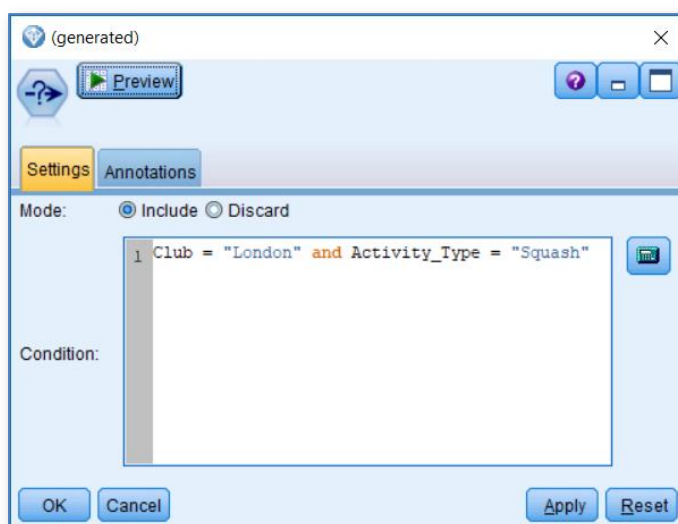 (generated)
Preview
Settings Annotations
Mode: Include Discard
1 Club = "London" and Activity_Type = "Squash"
Condition:
OK Cancel Apply Reset